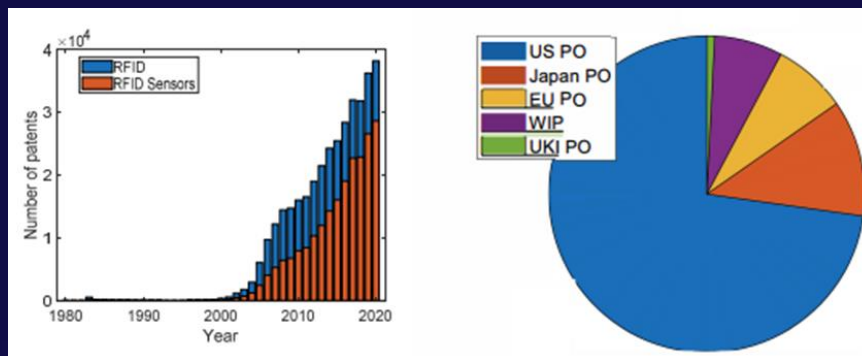 ×10⁴
4
3
2
1
0
Number of patents
RFID
RFID Sensors
1980
1990
2000
2010
2020
Year
US PO
Japan PO
EU PO
WIP
UKI PO